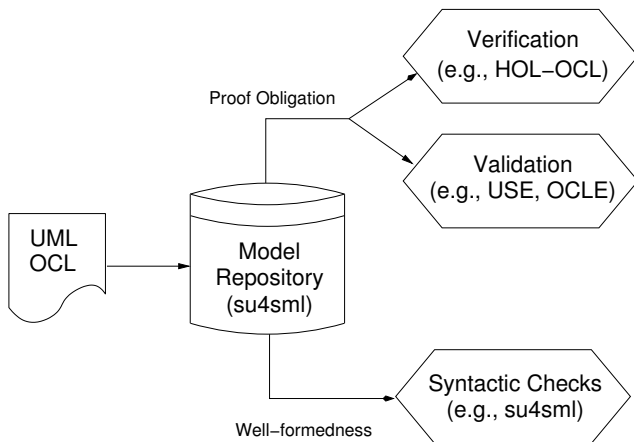 Verification
(e.g., HOL−OCL)
Proof Obligation
Validation
(e.g., USE, OCLE)
UML
OCL
Model
Repository
(su4sml)
Syntactic Checks
(e.g., su4sml)
Well−formedness